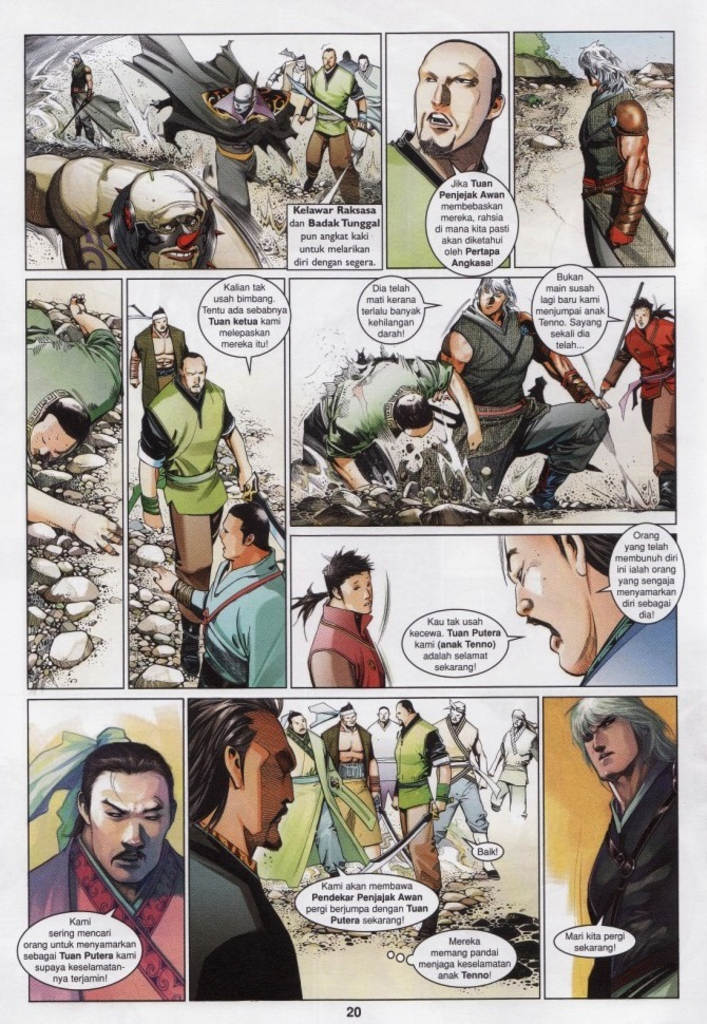 Kelawar Raksasa
dan Badak Tunggal
pun angkat kaki
untuk melarikan
diri dengan segera.
Jika Tuan
Penjejak Awan
membebaskan
mereka, rahsia
di mana kita pasti
akan diketahui
oleh Pertapa
Angkasa!
Kalian tak
usah bimbang.
Tentu ada sebabnya
Tuan ketua kami
melepaskan
mereka itu!
Dia telah
mati kerana
terlalu banyak
kehilangan
darah!
Bukan
main susah
lagi baru kami
menjumpai anak
Tenno. Sayang
sekali dia
telah...
Kau tak usah
kecewa. Tuan Putera
kami (anak Tenno)
adalah selamat
sekarang!
Orang
yang telah
membunuh diri
ini ialah orang
yang sengaja
menyamarkan
diri sebagai
Dia!
Kami
sering mencari
orang untuk menyamarkan
sebagai Tuan Putera kami
supaya keselamatan-
nya terjamin!
Kami akan membawa
Pendekar Penjajak Awan
pergi berjumpa dengan Tuan
Putera sekarang!
Baik!
Mereka
memang pandai
menjaga keselamatan
anak Tenno!
Mari kita pergi
sekarang!
20